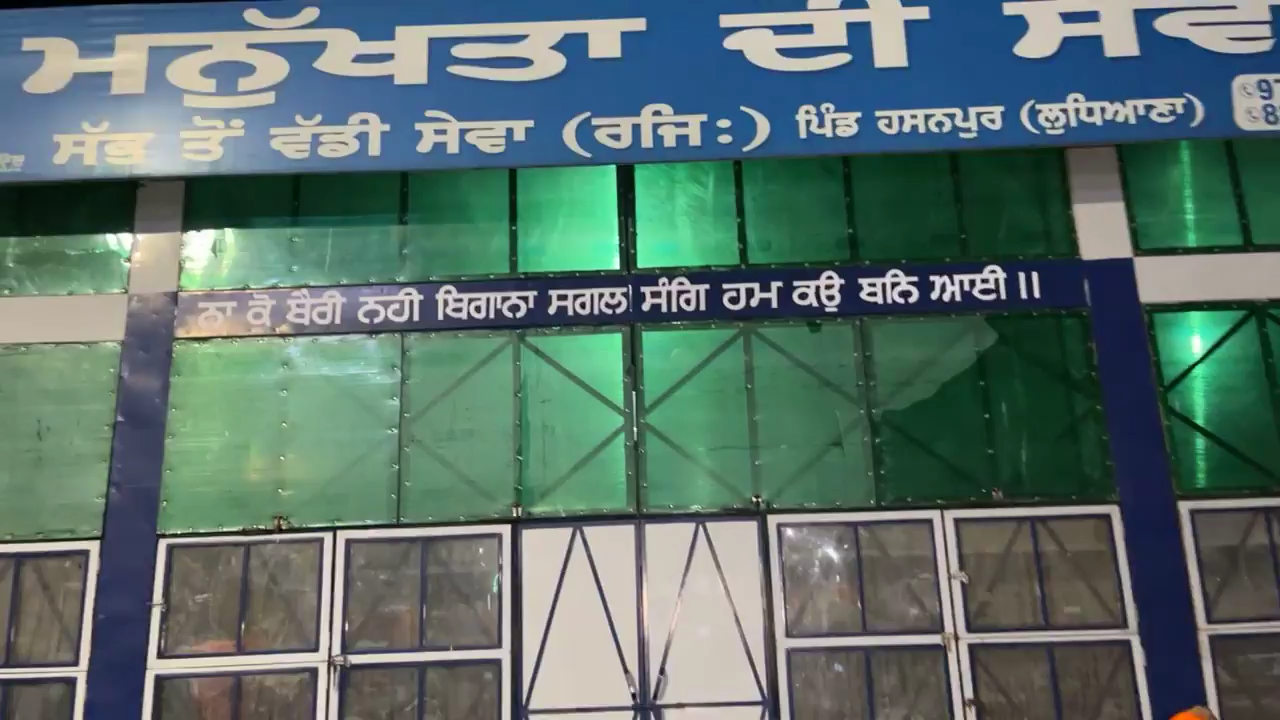 ਮਨੁੱਖਤਾ ਦੀ ਸੇਵਾ
ਸੱਭ ਤੋਂ ਵੱਡੀ ਸੇਵਾ (ਰਜਿ:) ਪਿੰਡ ਹਸਨਪੁਰ (ਲੁਧਿਆਣਾ)
ਨਾ ਕੋ ਬੈਰੀ ਨਹੀ ਬਿਗਾਨਾ ਸਗਲ ਸੰਗਿ ਹਮ ਕਉ ਬਨਿ ਆਈ ॥